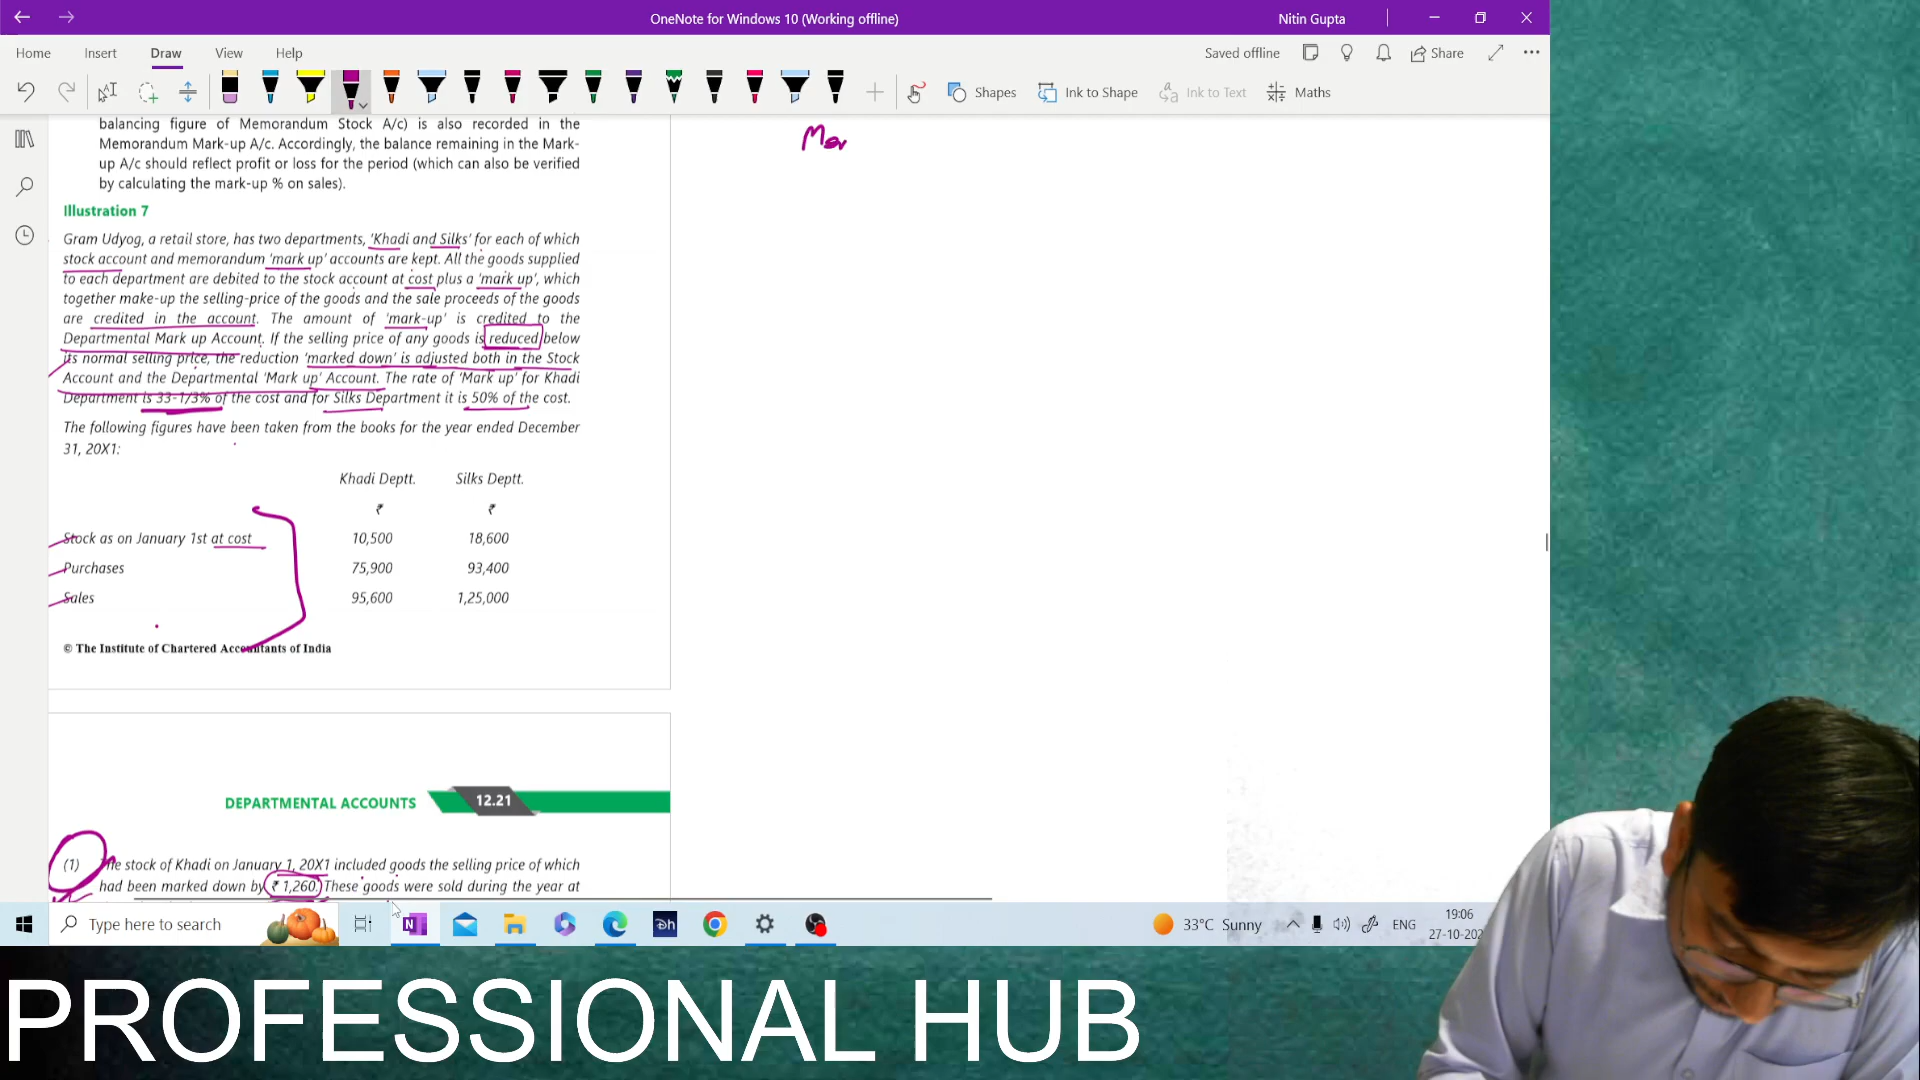 OneNote for Windows 10 (Working offline)
Nitin Gupta
Home Insert Draw View Help
Saved offline Share
Shapes Ink to Shape Ink to Text Maths
balancing figure of Memorandum Stock A/c) is also recorded in the
Memorandum Mark-up A/c. Accordingly, the balance remaining in the Mark-
up A/c should reflect profit or loss for the period (which can also be verified
by calculating the mark-up % on sales).
Illustration 7
Gram Udyog, a retail store, has two departments, 'Khadi and Silks' for each of which
stock account and memorandum 'mark up' accounts are kept. All the goods supplied
to each department are debited to the stock account at cost plus a 'mark up', which
together make-up the selling-price of the goods and the sale proceeds of the goods
are credited in the account. The amount of 'mark-up' is credited to the
Departmental Mark up Account. If the selling price of any goods is reduced below
its normal selling price, the reduction 'marked down' is adjusted both in the Stock
Account and the Departmental 'Mark up' Account. The rate of 'Mark up' for Khadi
Department is 33-1/3% of the cost and for Silks Department it is 50% of the cost.
The following figures have been taken from the books for the year ended December
31, 20X1:
Khadi Deptt. Silks Deptt.
₹ ₹
Stock as on January 1st at cost 10,500 18,600
Purchases 75,900 93,400
Sales 95,600 1,25,000
© The Institute of Chartered Accountants of India
DEPARTMENTAL ACCOUNTS 12.21
(1) The stock of Khadi on January 1, 20X1 included goods the selling price of which
had been marked down by ₹ 1,260. These goods were sold during the year at
Type here to search
33°C Sunny
ENG
19:06
PROFESSIONAL HUB